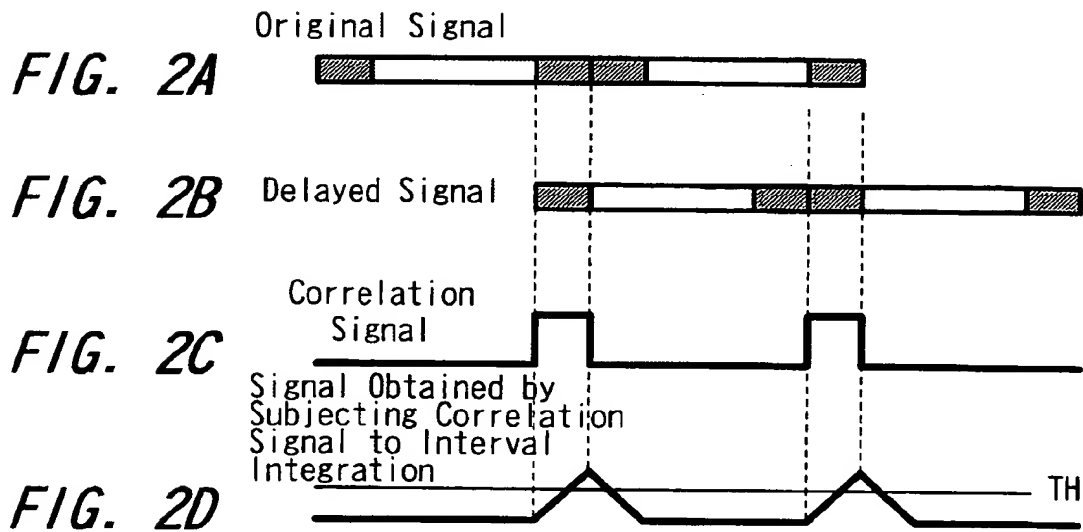 Original Signal
FIG. 2A
FIG. 2B
Delayed Signal
Correlation
Signal
FIG. 2C
Signal Obtained by
Subjecting Correlation
Signal to Interval
Integration
FIG. 2D
TH